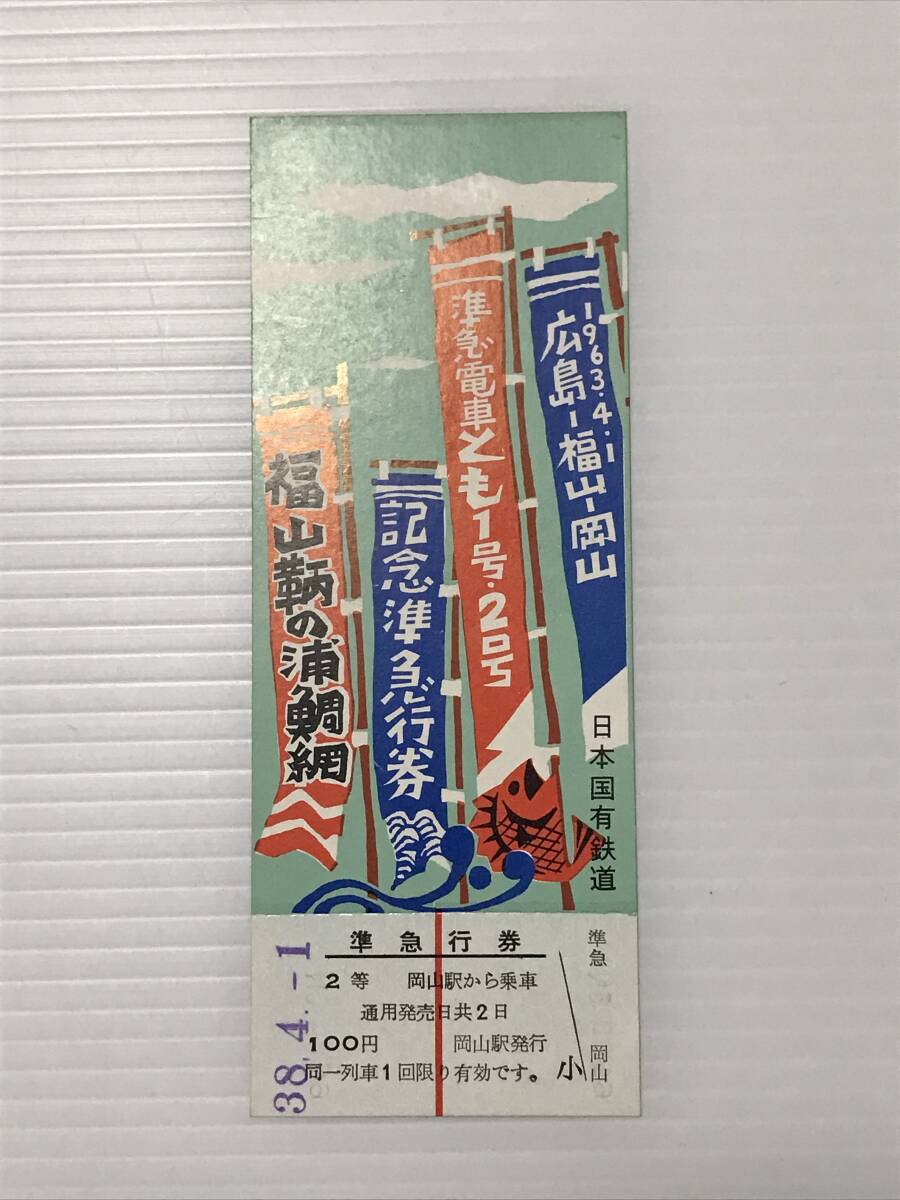 1963.4.1
広島-福山-岡山
準急電車とも1号・2号
記念準急行券
福山鞆の浦鯛網
日本国有鉄道
準急行券
2等 岡山駅から乗車
通用発売日共2日
100円 岡山駅発行
同一列車1回限り有効です。
小
準急
岡山
38.4.-1